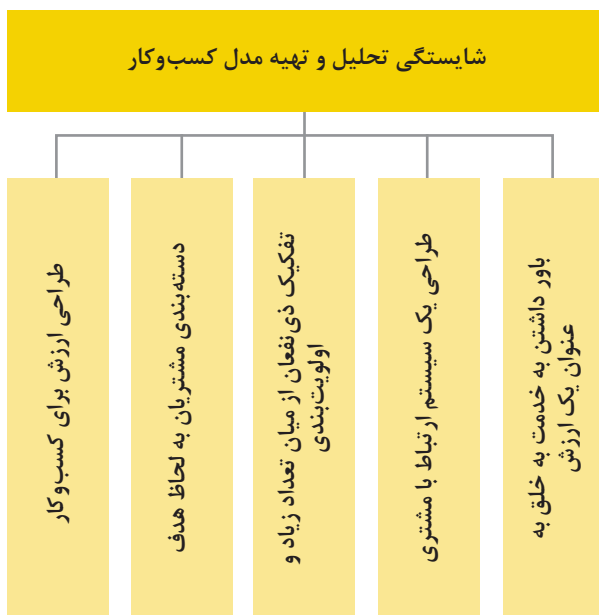 شایستگی تحلیل و تهیه مدل کسب‌وکار
باور داشتن به خدمت به خلق به
عنوان یک ارزش
طراحی یک سیستم ارتباط با مشتری
تفکیک ذی‌نفعان از میان تعداد زیاد و
اولویت‌بندی
دسته‌بندی مشتریان به لحاظ هدف
طراحی ارزش برای کسب‌وکار